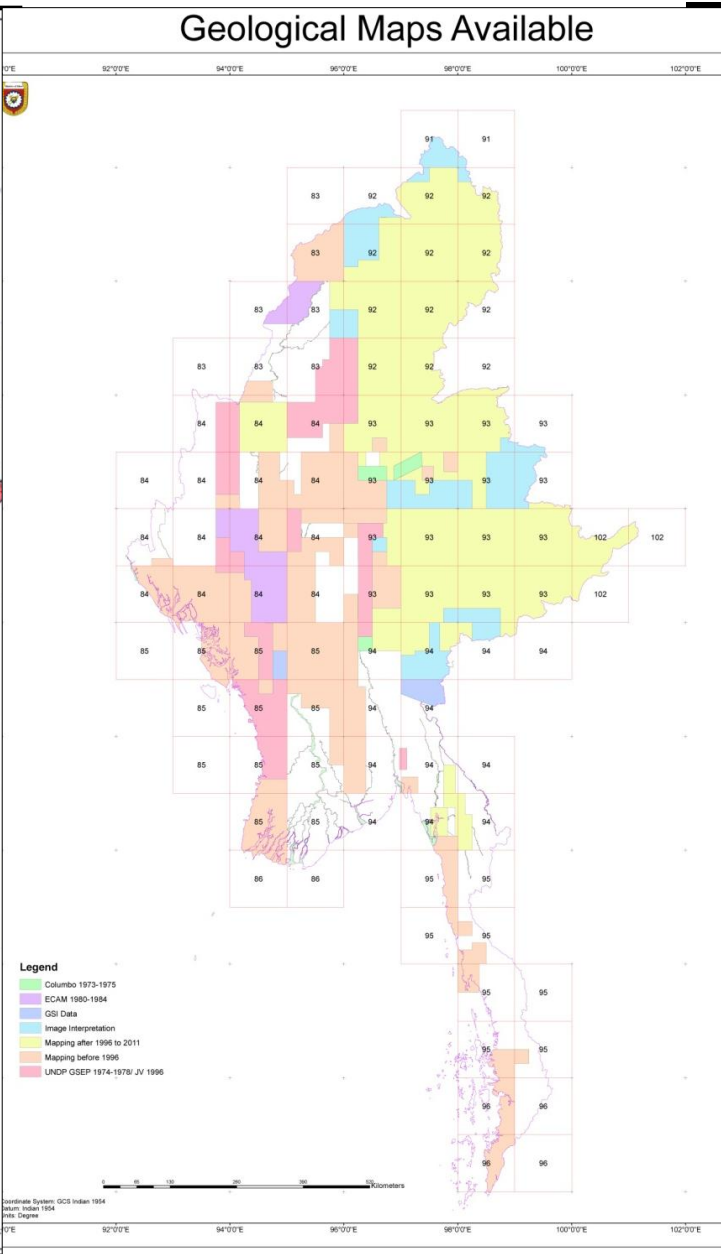 Geological Maps Available
0'0"E 92°0'0"E 94°0'0"E 96°0'0"E 98°0'0"E 100°0'0"E 102°0'0"E
91 91
83 92 92 92
83 92 92 92
83 83 92 92 92
83 83 83 92 92 92
84 84 84 93 93 93 93
84 84 84 84 93 93 93 93
84 84 84 84 93 93 93 93 102 102
84 84 84 84 93 93 93 93 102
85 85 85 85 94 94 94 94
85 85 85 94 94
85 85 85 94 94
85 85 94 94 94
86 86 95 95
95 95
95 95
95 95
96 96
96 96
Legend
Columbo 1973-1975
ECAM 1980-1984
GSI Data
Image Interpretation
Mapping after 1996 to 2011
Mapping before 1996
UNDP GSEP 1974-1978/ JV 1996
Kilometers
Coordinate System: GCS Indian 1954
Datum: Indian 1954
Units: Degree
0'0"E 92°0'0"E 94°0'0"E 96°0'0"E 98°0'0"E 100°0'0"E 102°0'0"E